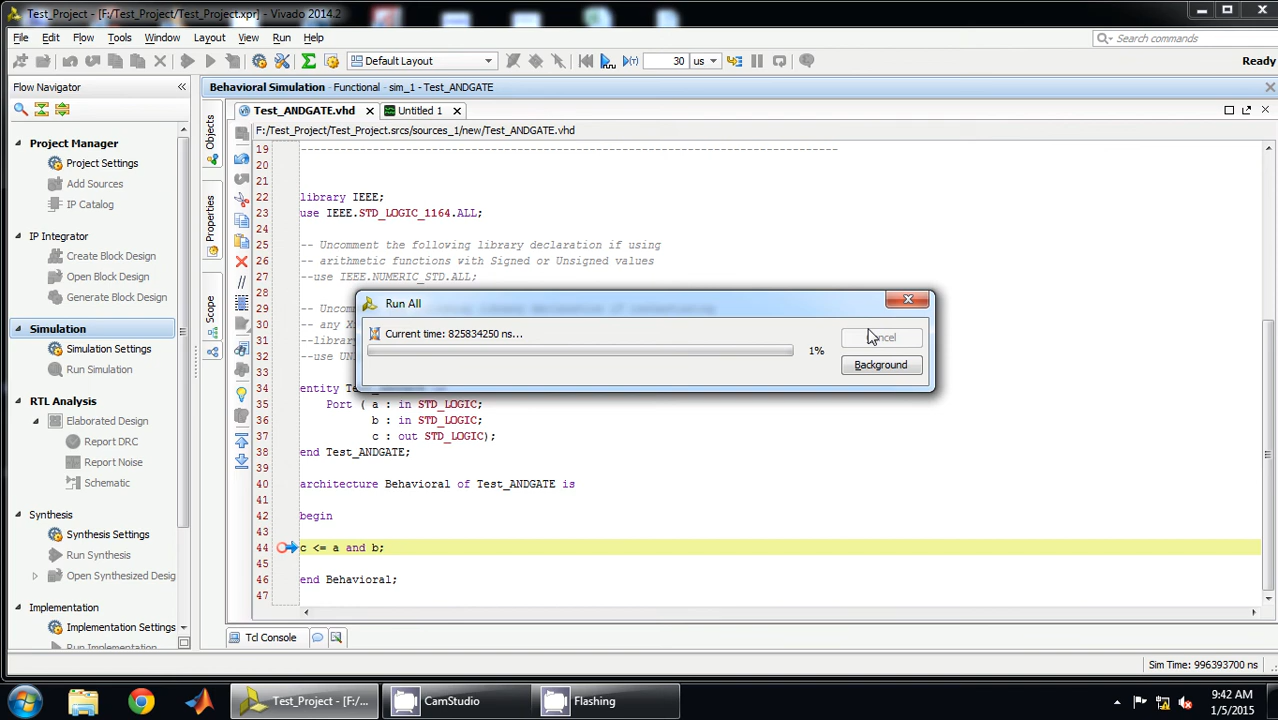 Test_Project - [F:/Test_Project/Test_Project.xpr] - Vivado 2014.2
File Edit Flow Tools Window Layout View Run Help
Search commands
Default Layout
30 us
Ready
Flow Navigator
Behavioral Simulation - Functional - sim_1 - Test_ANDGATE
Test_ANDGATE.vhd
Untitled 1
F:/Test_Project/Test_Project.srcs/sources_1/new/Test_ANDGATE.vhd
Project Manager
Project Settings
Add Sources
IP Catalog
IP Integrator
Create Block Design
Open Block Design
Generate Block Design
Simulation
Simulation Settings
Run Simulation
RTL Analysis
Elaborated Design
Report DRC
Report Noise
Schematic
Synthesis
Synthesis Settings
Run Synthesis
Open Synthesized Desig
Implementation
Implementation Settings
Run Implementation
Objects
Properties
Scope
19 --------------------------------------------------------------------------------
20
21
22 library IEEE;
23 use IEEE.STD_LOGIC_1164.ALL;
24
25 -- Uncomment the following library declaration if using
26 -- arithmetic functions with Signed or Unsigned values
27 --use IEEE.NUMERIC_STD.ALL;
28
29 -- Uncom
30 -- any X
31 --librar
32 --use UN
33
34 entity
35 Port ( a : in STD_LOGIC;
36 b : in STD_LOGIC;
37 c : out STD_LOGIC);
38 end Test_ANDGATE;
39
40 architecture Behavioral of Test_ANDGATE is
41
42 begin
43
44 c <= a and b;
45
46 end Behavioral;
47
Run All
Current time: 825834250 ns...
1%
Cancel
Background
Tcl Console
Sim Time: 996393700 ns
Test_Project - [F:/...
CamStudio
Flashing
9:42 AM
1/5/2015